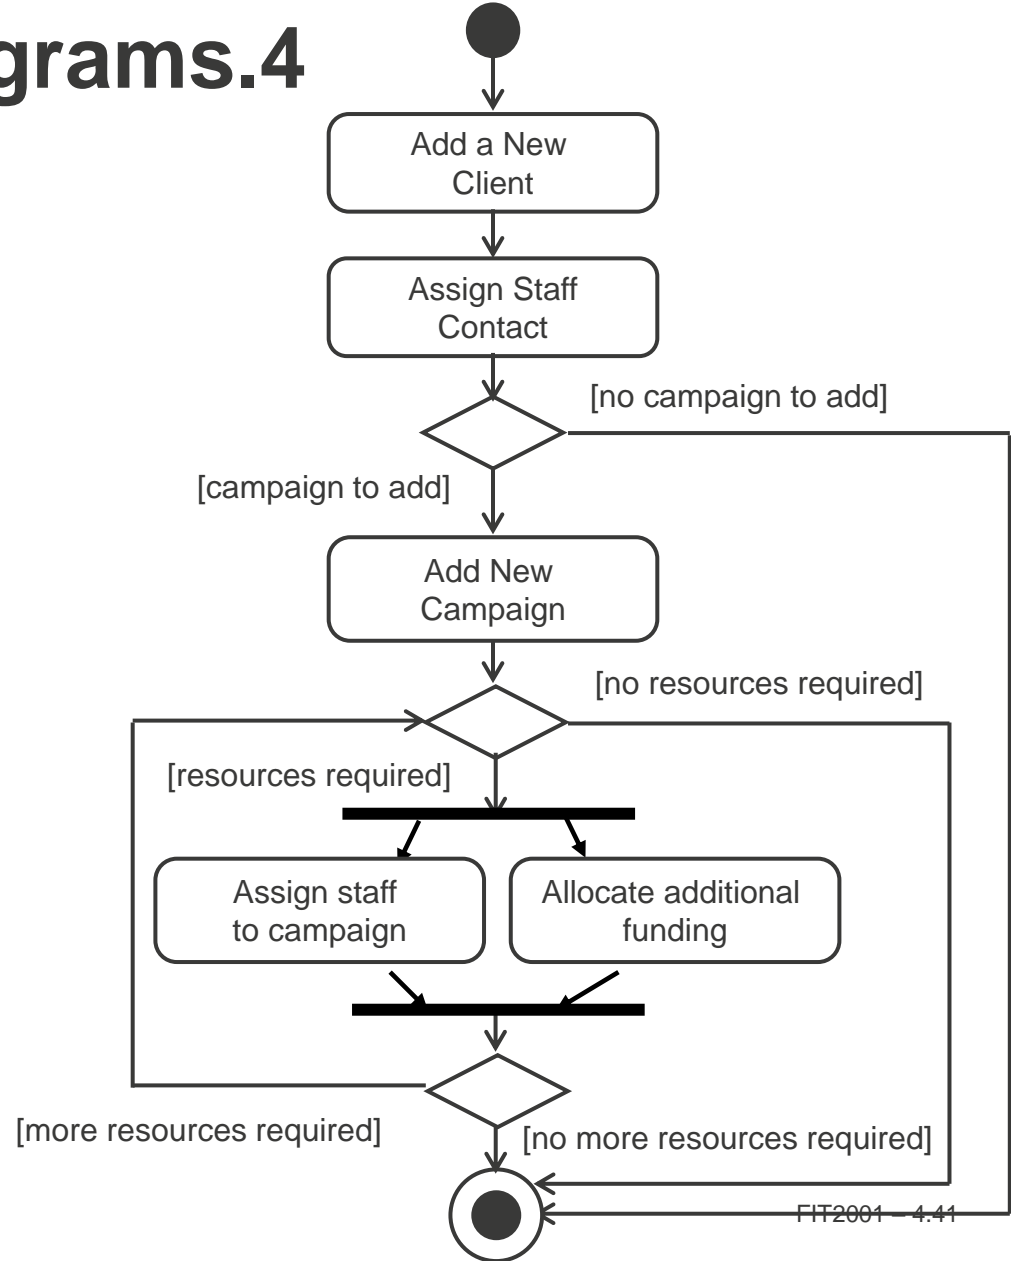 grams.4
Add a New
Client
Assign Staff
Contact
[no campaign to add]
[campaign to add]
Add New
Campaign
[no resources required]
[resources required]
Assign staff
to campaign
Allocate additional
funding
[more resources required]
[no more resources required]
FIT2001 – 4.41